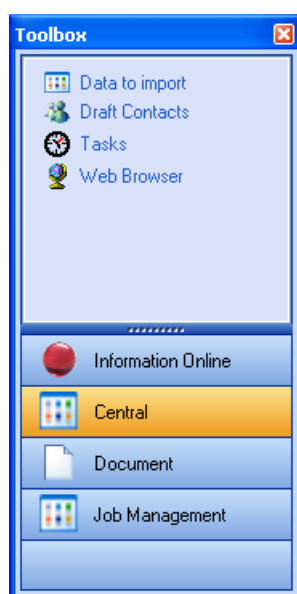 Toolbox
Data to import
Draft Contacts
Tasks
Web Browser
Information Online
Central
Document
Job Management